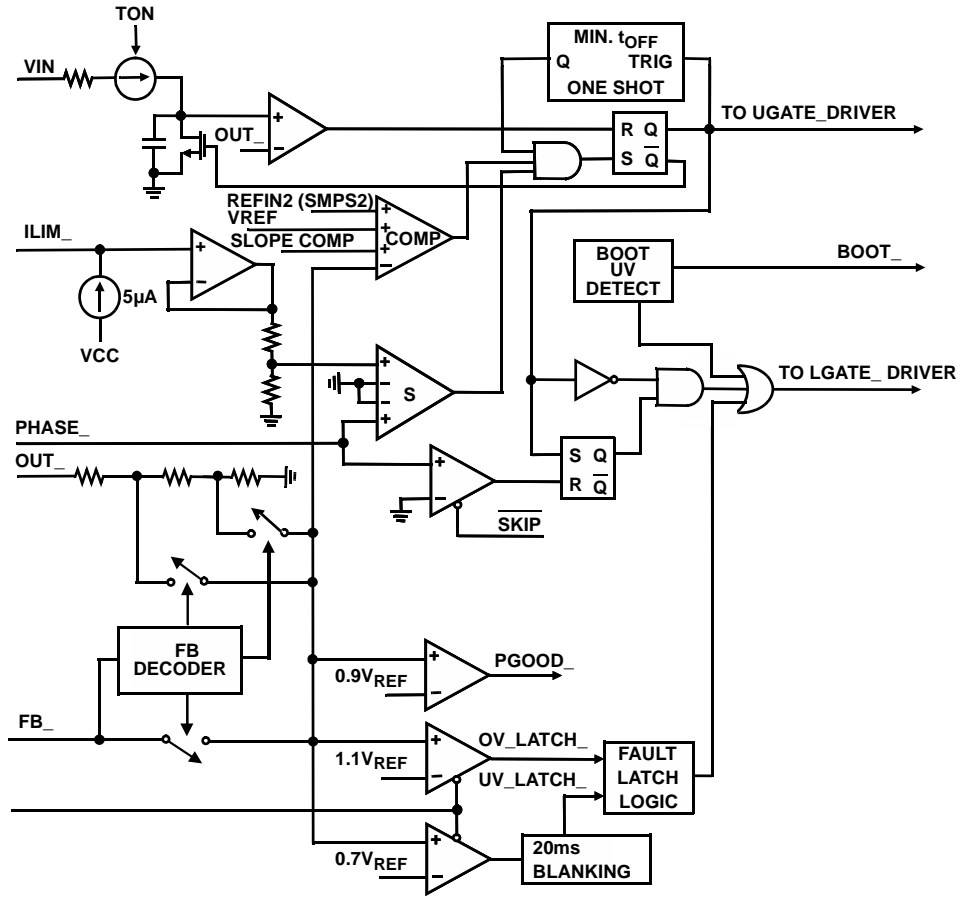 TON
VIN
MIN. tOFF
Q TRIG
ONE SHOT
+
OUT_
−
R Q
S Q
TO UGATE_DRIVER
REFIN2 (SMPS2)
+
VREF
+
COMP
SLOPE COMP
+
−
ILIM_
+
−
5µA
VCC
BOOT
UV
DETECT
BOOT_
+
−
−
S
+
TO LGATE_ DRIVER
PHASE_
OUT_
+
−
SKIP
S Q
R Q
FB
DECODER
FB_
+
0.9VREF
−
PGOOD_
+
1.1VREF
−
OV_LATCH_
UV_LATCH_
FAULT
LATCH
LOGIC
+
0.7VREF
−
20ms
BLANKING